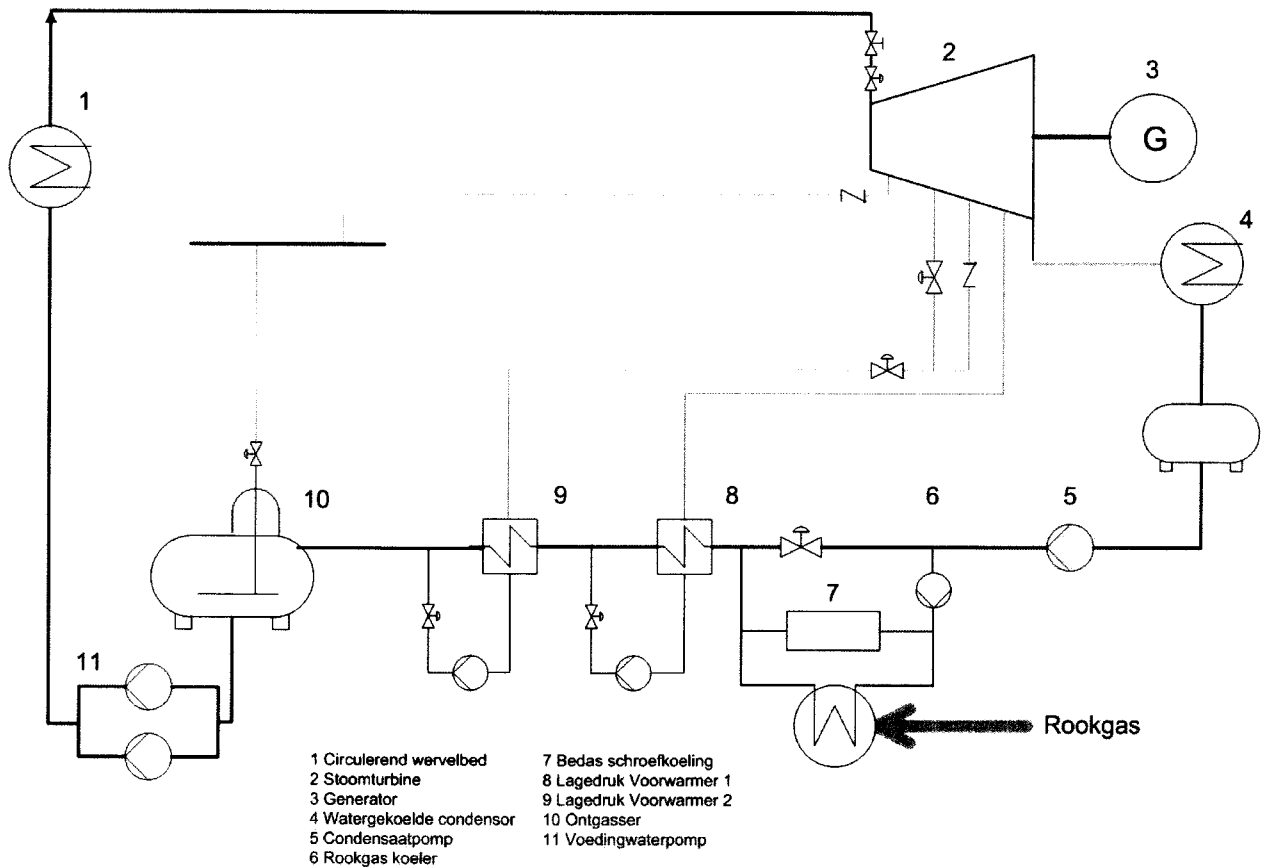 1
2
3
G
4
10
9
8
6
5
7
11
Rookgas
1 Circulerend wervelbed
2 Stoomturbine
3 Generator
4 Watergekoelde condensor
5 Condensaatpomp
6 Rookgas koeler
7 Bedas schroefkoeling
8 Lagedruk Voorwarmer 1
9 Lagedruk Voorwarmer 2
10 Ontgasser
11 Voedingwaterpomp